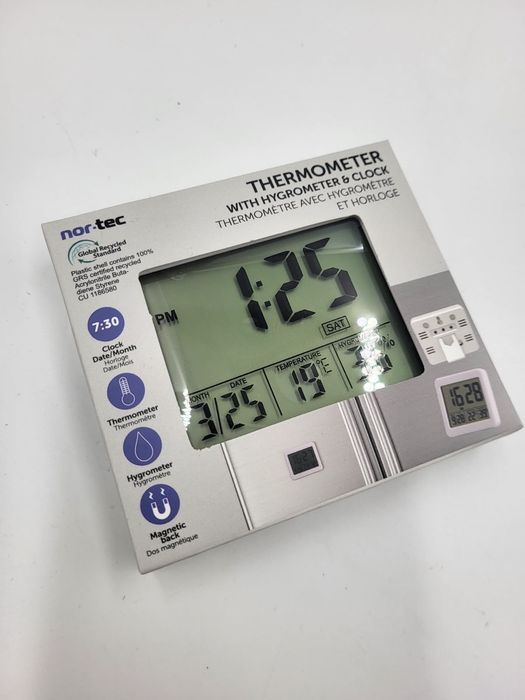 THERMOMETER
WITH HYGROMETER & CLOCK
THERMOMÈTRE AVEC HYGROMÈTRE
ET HORLOGE
nor-tec
Global Recycled
Standard
Plastic shell contains 100%
GRS certified recycled
Acrylonitrile Buta-
diene Styrene
CU 1186580
7:30
Clock
Date/Month
Horloge
Date/Mois
Thermometer
Thermomètre
Hygrometer
Hygromètre
Magnetic
back
Dos magnétique
PM 1:25
SAT
MONTH DATE TEMPERATURE
3/25 19°C
16:28